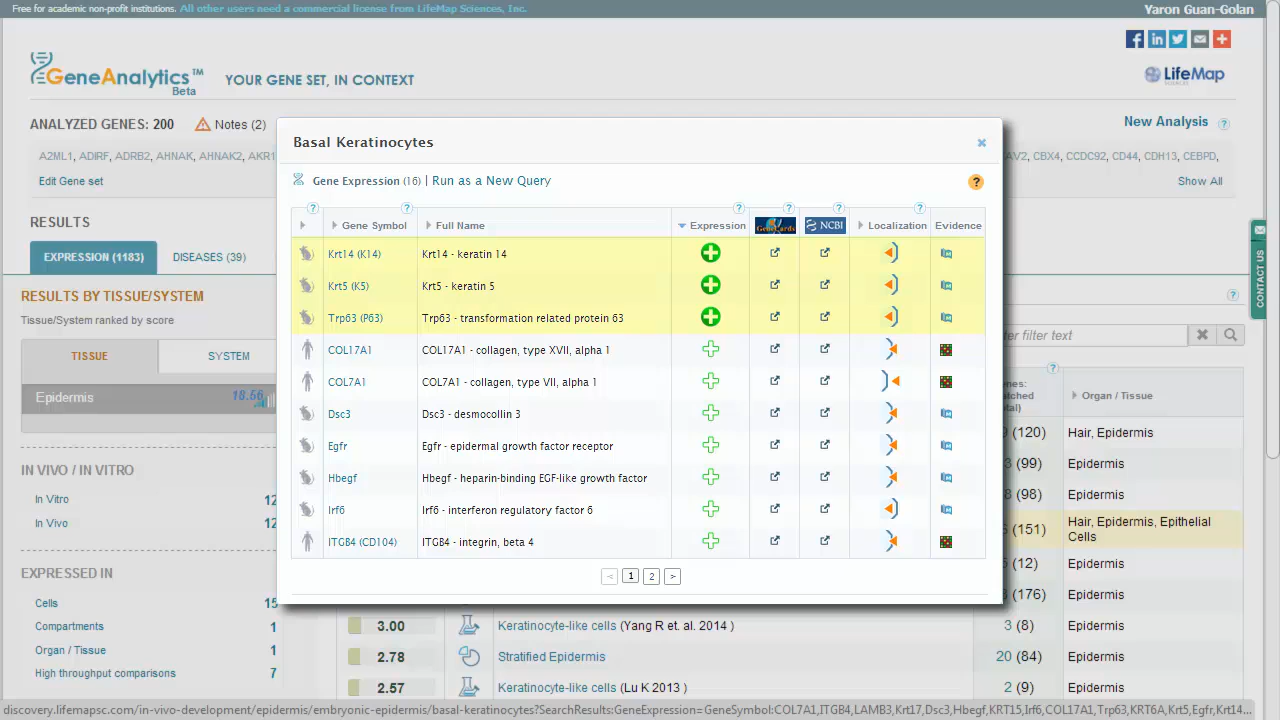 Free for academic non-profit institutions. All other users need a commercial license from LifeMap Sciences, Inc.
Yaron Guan-Golan
GeneAnalytics™
Beta
YOUR GENE SET, IN CONTEXT
LifeMap
SCIENCES
ANALYZED GENES: 200
Notes (2)
New Analysis ?
A2ML1, ADIRF, ADRB2, AHNAK, AHNAK2, AKR1
AV2, CBX4, CCDC92, CD44, CDH13, CEBPD,
Edit Gene set
Show All
RESULTS
EXPRESSION (1183)
DISEASES (39)
RESULTS BY TISSUE/SYSTEM
Tissue/System ranked by score
TISSUE
SYSTEM
Epidermis
18.56
IN VIVO / IN VITRO
In Vitro 12
In Vivo 12
EXPRESSED IN
Cells 15
Compartments 1
Organ / Tissue 1
High throughput comparisons 7
Basal Keratinocytes
×
Gene Expression (16) | Run as a New Query
?
Gene Symbol
Full Name
Expression
GeneCards
NCBI
Localization
Evidence
Krt14 (K14) Krt14 - keratin 14
Krt5 (K5) Krt5 - keratin 5
Trp63 (P63) Trp63 - transformation related protein 63
COL17A1 COL17A1 - collagen, type XVII, alpha 1
COL7A1 COL7A1 - collagen, type VII, alpha 1
Dsc3 Dsc3 - desmocollin 3
Egfr Egfr - epidermal growth factor receptor
Hbegf Hbegf - heparin-binding EGF-like growth factor
Irf6 Irf6 - interferon regulatory factor 6
ITGB4 (CD104) ITGB4 - integrin, beta 4
< 1 2 >
CONTACT US
er filter text
Organ / Tissue
(120) Hair, Epidermis
(99) Epidermis
(98) Epidermis
(151) Hair, Epidermis, Epithelial
Cells
(12) Epidermis
(176) Epidermis
3.00 Keratinocyte-like cells (Yang R et. al. 2014 ) 3 (8) Epidermis
2.78 Stratified Epidermis 20 (84) Epidermis
2.57 Keratinocyte-like cells (Lu K 2013 ) 2 (9) Epidermis
discovery.lifemapsc.com/in-vivo-development/epidermis/embryonic-epidermis/basal-keratinocytes?SearchResults:GeneExpression=GeneSymbol:COL7A1,ITGB4,LAMB3,Krt17,Dsc3,Hbegf,KRT15,Irf6,COL17A1,Trp63,KRT6A,Krt5,Egfr,Krt14...